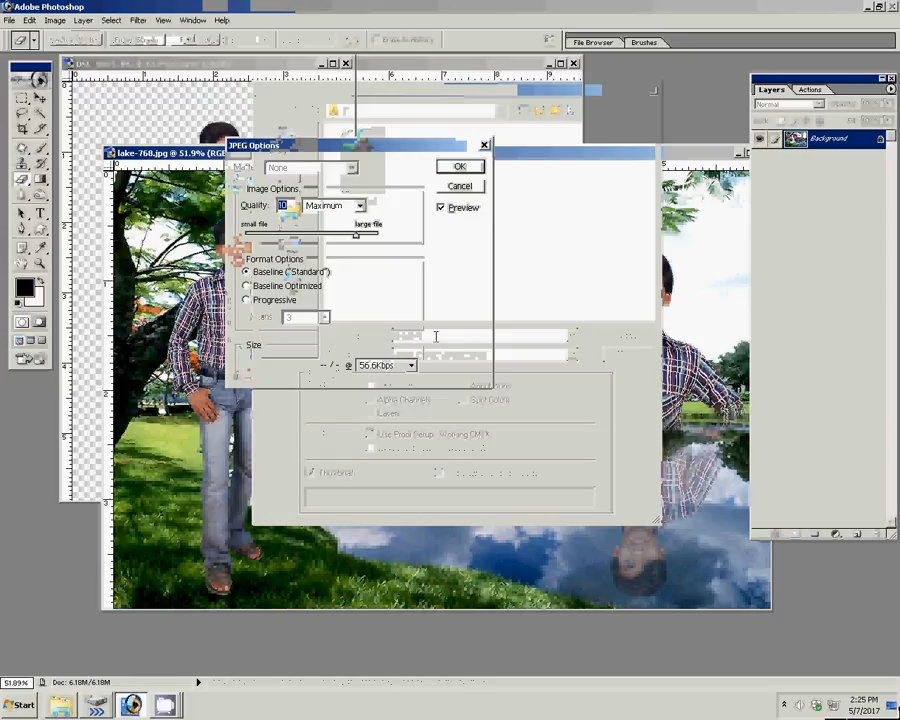 Adobe Photoshop
File Edit Image Layer Select Filter View Window Help
File Browser Brushes
Layers Actions
Normal
Background
lake-768.jpg @ 51.9% (RGB
JPEG Options
Matte: None
OK
Image Options
Cancel
Quality: 10 Maximum
Preview
small file large file
Format Options
Baseline ("Standard")
Baseline Optimized
Progressive
3
Size
--/-- @ 56.6Kbps
Alpha Channels Spot Colors
Layers
Use Proof Setup: Working CMYK
Thumbnail
51.89% Doc: 6.18M/6.18M
Start
2:25 PM
5/7/2017